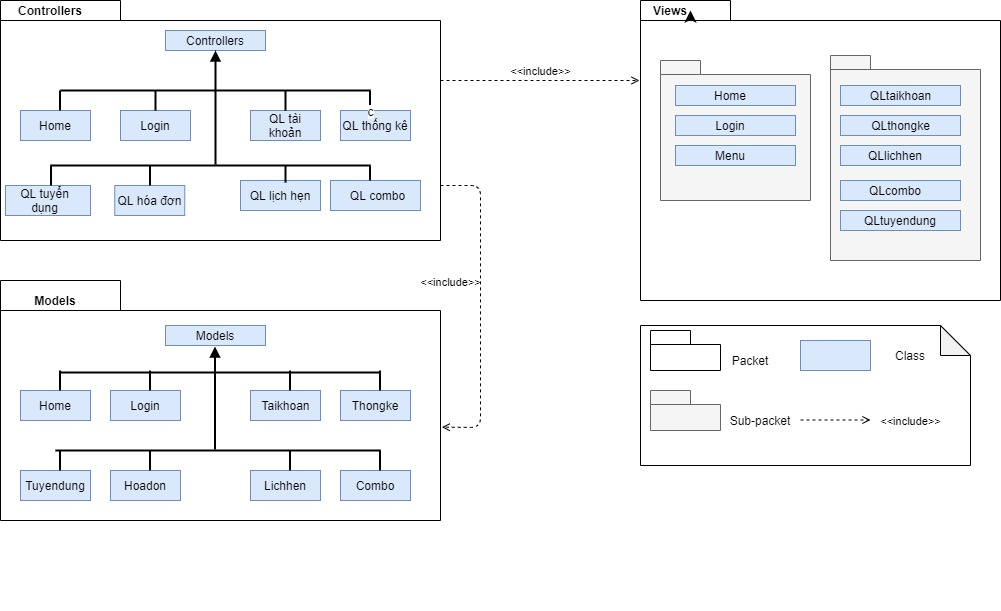 Controllers
Controllers
Home
Login
QL tài
khoản
C
QL thống kê
QL tuyển
dụng
QL hóa đơn
QL lịch hẹn
QL combo
<<include>>
Views
Home
Login
Menu
QLtaikhoan
QLthongke
QLlichhen
QLcombo
QLtuyendung
<<include>>
Models
Models
Home
Login
Taikhoan
Thongke
Tuyendung
Hoadon
Lichhen
Combo
Packet
Class
Sub-packet
<<include>>